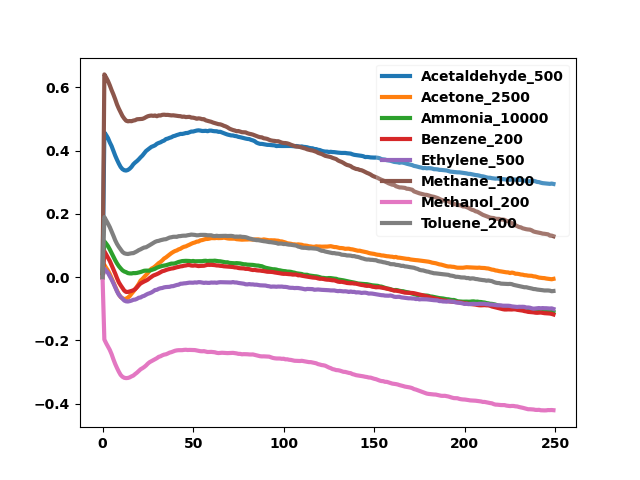 0.6
0.4
0.2
0.0
−0.2
−0.4
0
50
100
150
200
250
Acetaldehyde_500
Acetone_2500
Ammonia_10000
Benzene_200
Ethylene_500
Methane_1000
Methanol_200
Toluene_200